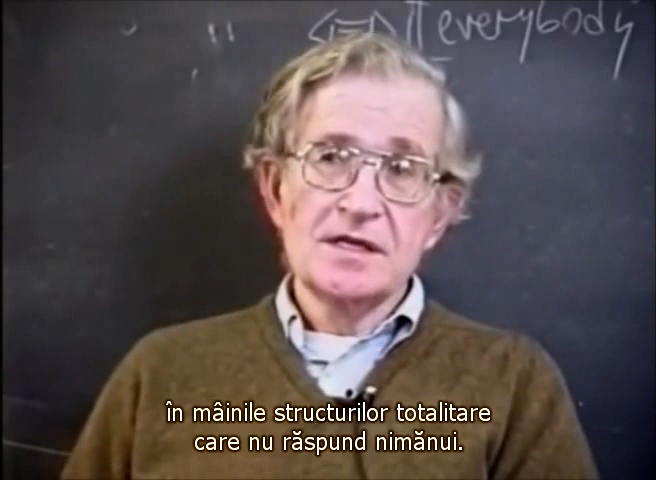 everybody
în mâinile structurilor totalitare
care nu răspund nimănui.